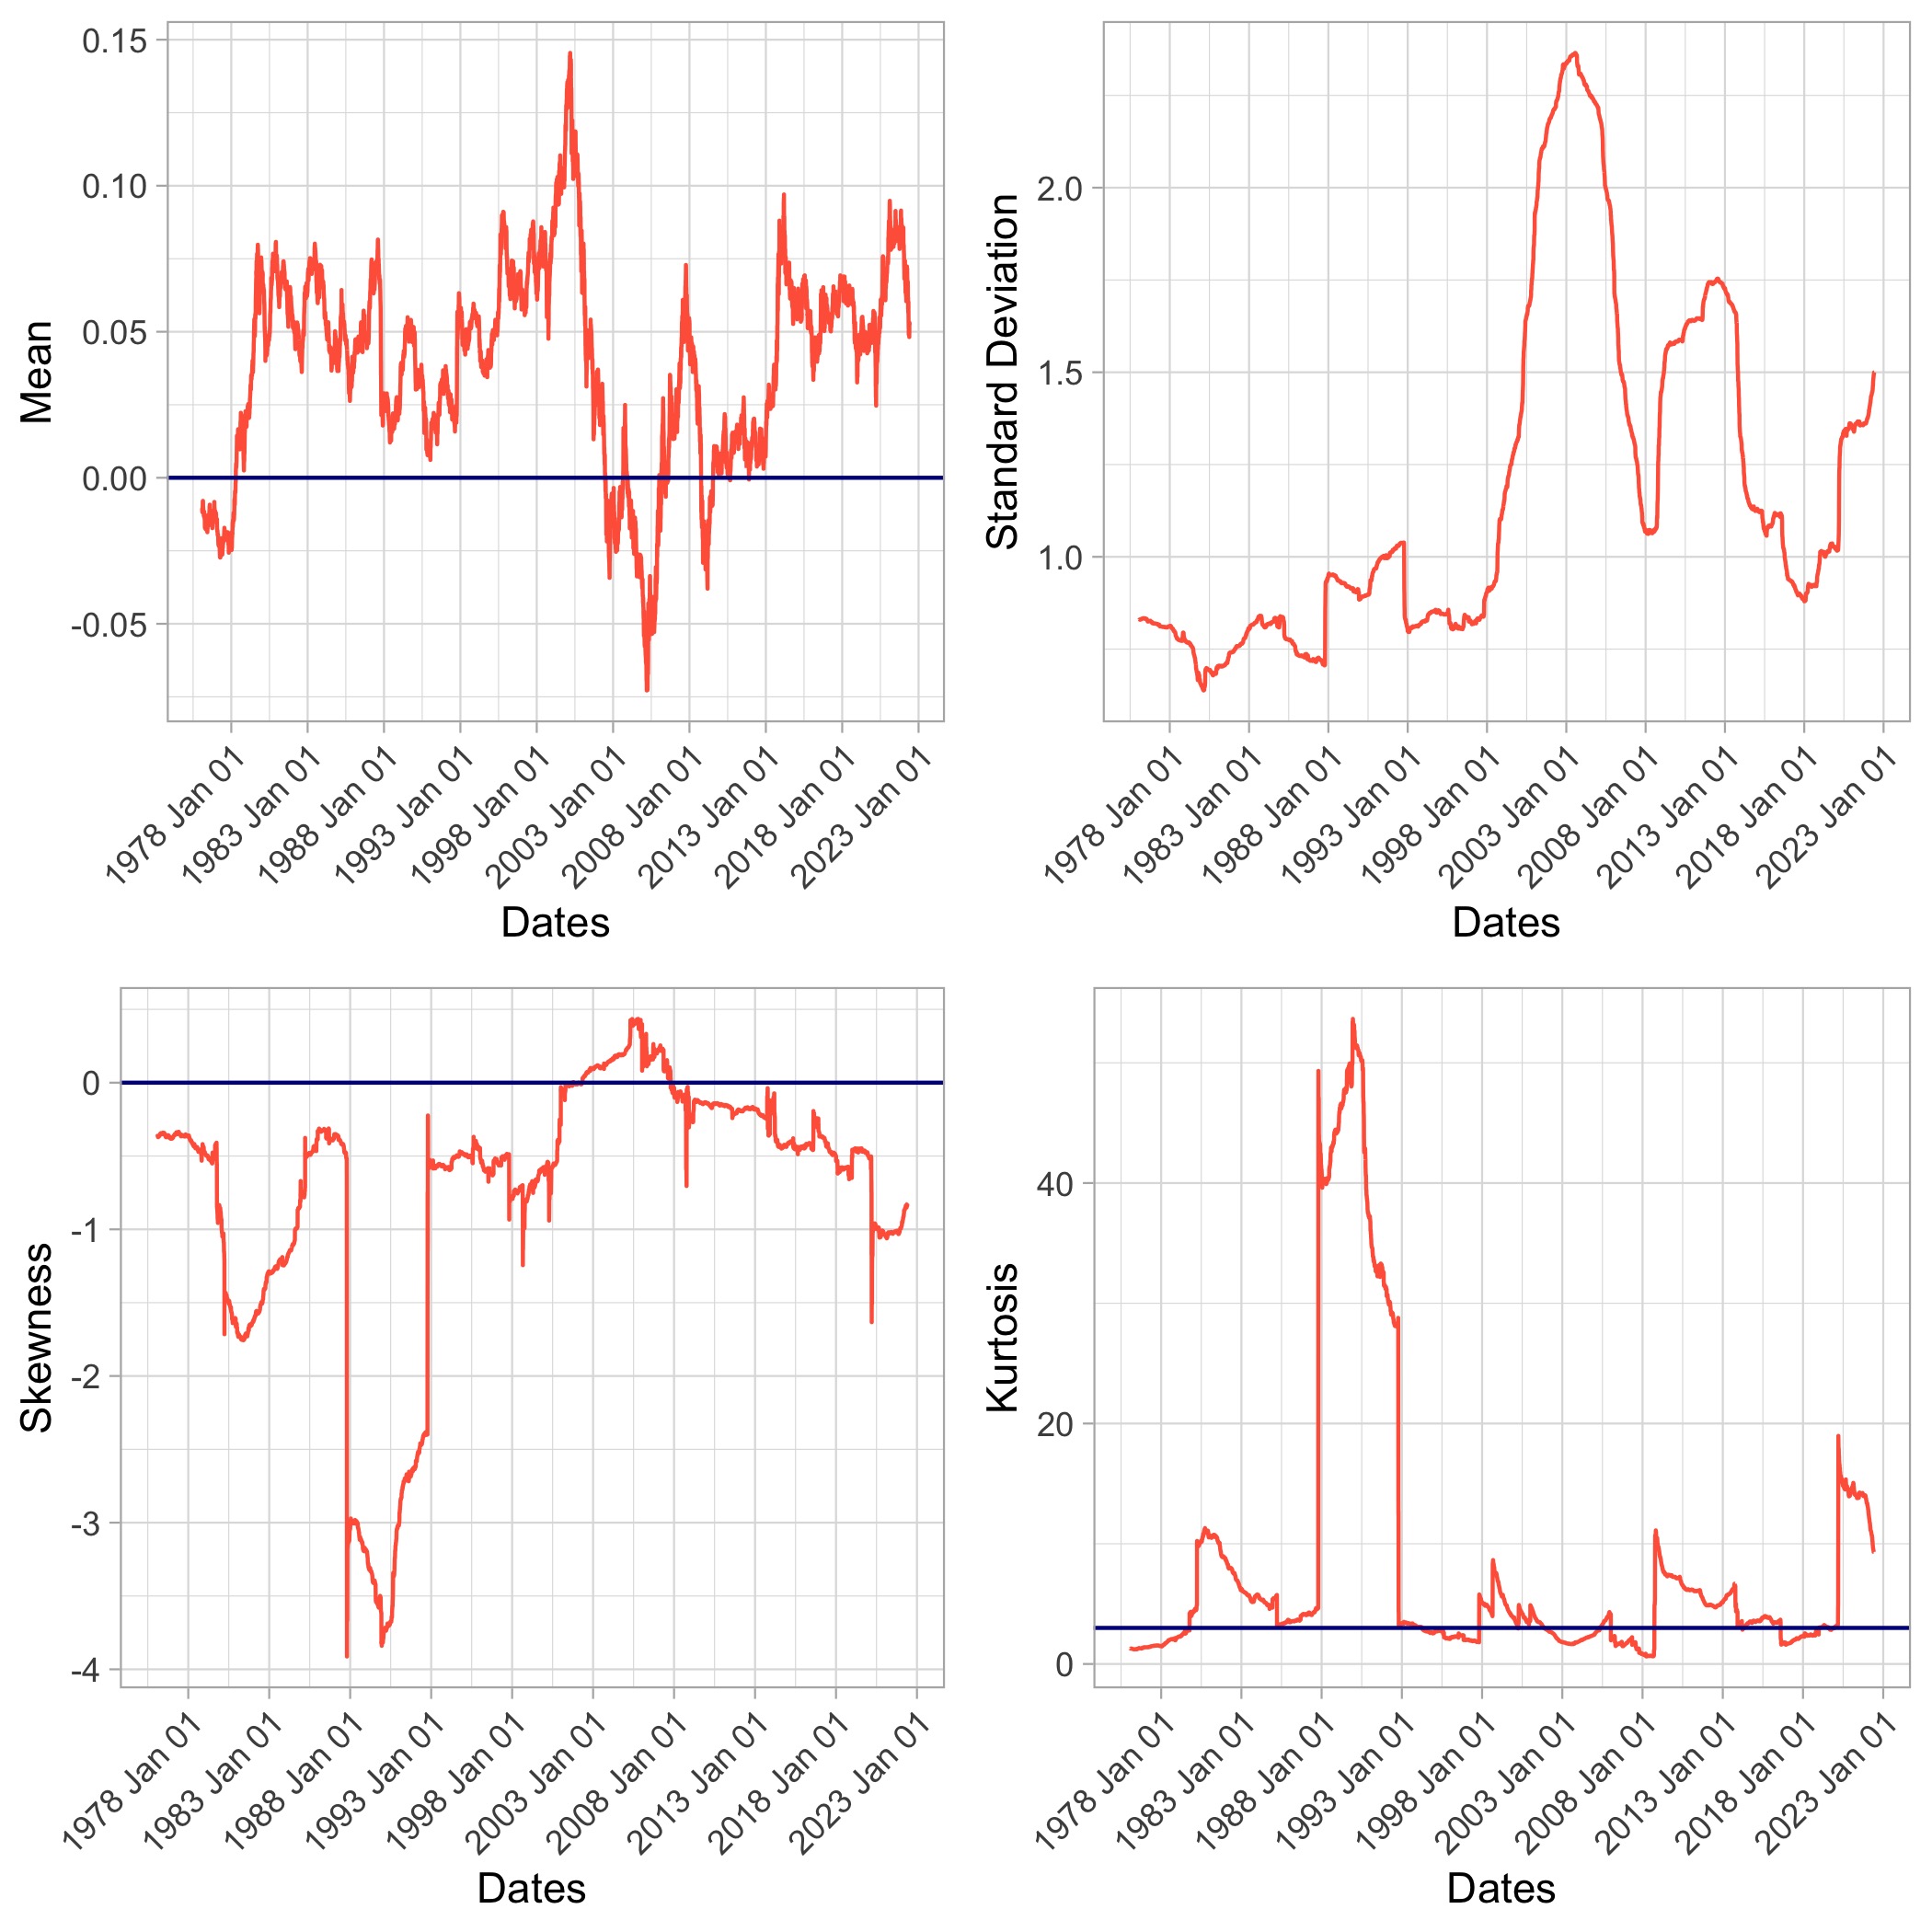 Mean
0.15
0.10
0.05
0.00
-0.05
1978 Jan 01
1983 Jan 01
1988 Jan 01
1993 Jan 01
1998 Jan 01
2003 Jan 01
2008 Jan 01
2013 Jan 01
2018 Jan 01
2023 Jan 01
Dates
Standard Deviation
2.0
1.5
1.0
1978 Jan 01
1983 Jan 01
1988 Jan 01
1993 Jan 01
1998 Jan 01
2003 Jan 01
2008 Jan 01
2013 Jan 01
2018 Jan 01
2023 Jan 01
Dates
Skewness
0
-1
-2
-3
-4
1978 Jan 01
1983 Jan 01
1988 Jan 01
1993 Jan 01
1998 Jan 01
2003 Jan 01
2008 Jan 01
2013 Jan 01
2018 Jan 01
2023 Jan 01
Dates
Kurtosis
40
20
0
1978 Jan 01
1983 Jan 01
1988 Jan 01
1993 Jan 01
1998 Jan 01
2003 Jan 01
2008 Jan 01
2013 Jan 01
2018 Jan 01
2023 Jan 01
Dates